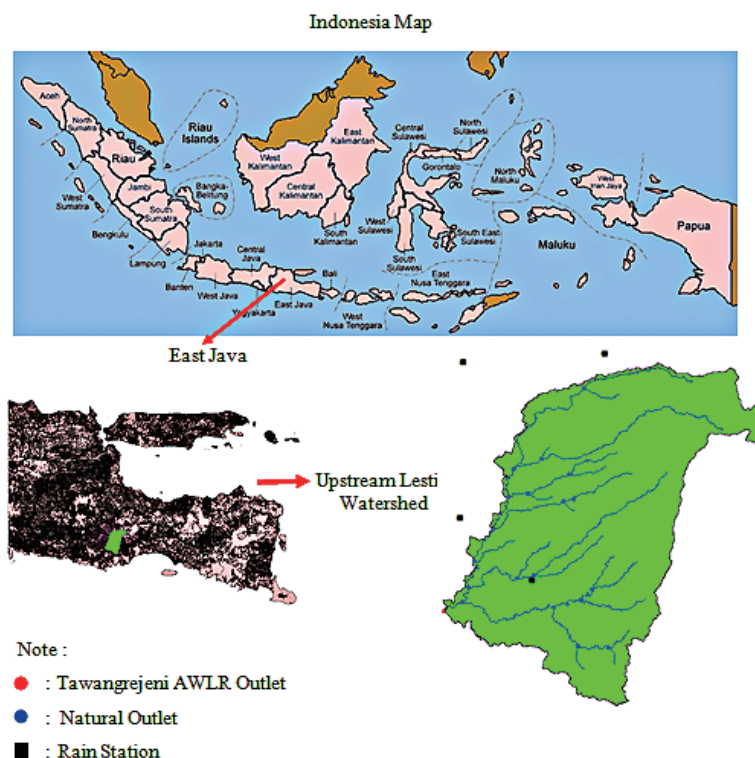 Indonesia Map
Aceh
North
Sumatra
Riau
Islands
Riau
West
Sumatra
Jambi
Bangka-
Belitung
South
Sumatra
Bengkulu
Lampung
Jakarta
Banten
West Java
Central
Java
Yogyakarta
East Java
Bali
West
Nusa Tenggara
East
Nusa Tenggara
West
Kalimantan
Central
Kalimantan
East
Kalimantan
South
Kalimantan
Central
Sulawesi
North
Sulawesi
Gorontalo
West
Sulawesi
South
Sulawesi
South East
Sulawesi
North
Maluku
Maluku
West
Irian Jaya
Papua
East Java
Upstream Lesti
Watershed
Note :
: Tawangrejeni AWLR Outlet
: Natural Outlet
: Rain Station